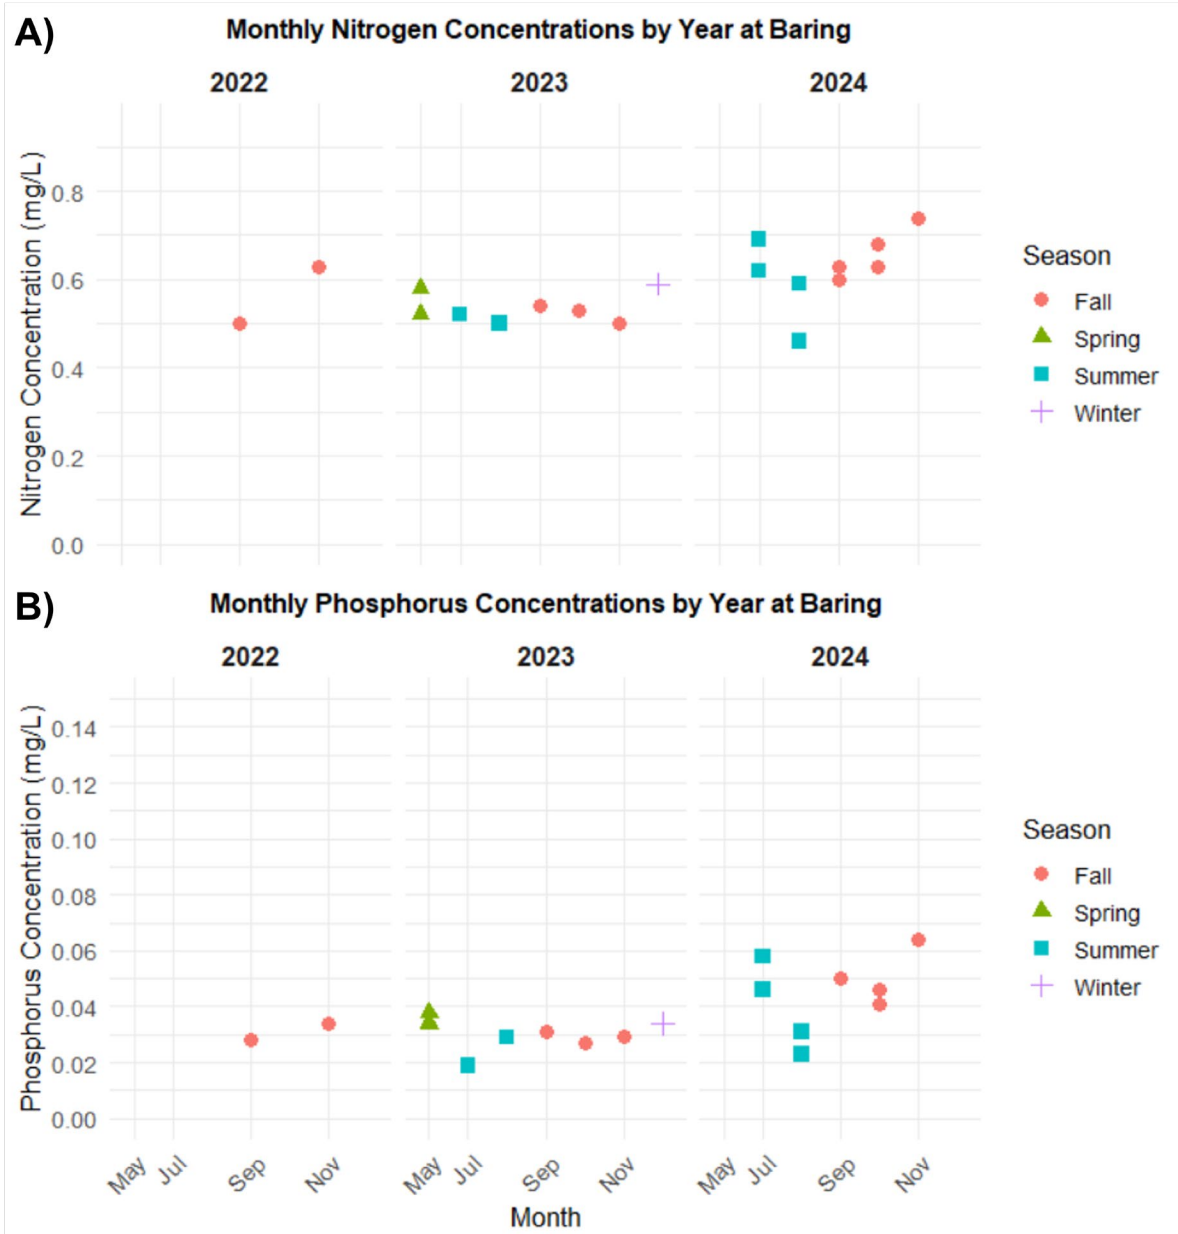 A)
Monthly Nitrogen Concentrations by Year at Baring
2022 2023 2024
Nitrogen Concentration (mg/L)
0.8
0.6
0.4
0.2
0.0
Season
Fall
Spring
Summer
Winter
B)
Monthly Phosphorus Concentrations by Year at Baring
2022 2023 2024
Phosphorus Concentration (mg/L)
0.14
0.12
0.10
0.08
0.06
0.04
0.02
0.00
Season
Fall
Spring
Summer
Winter
May Jul Sep Nov May Jul Sep Nov May Jul Sep Nov
Month